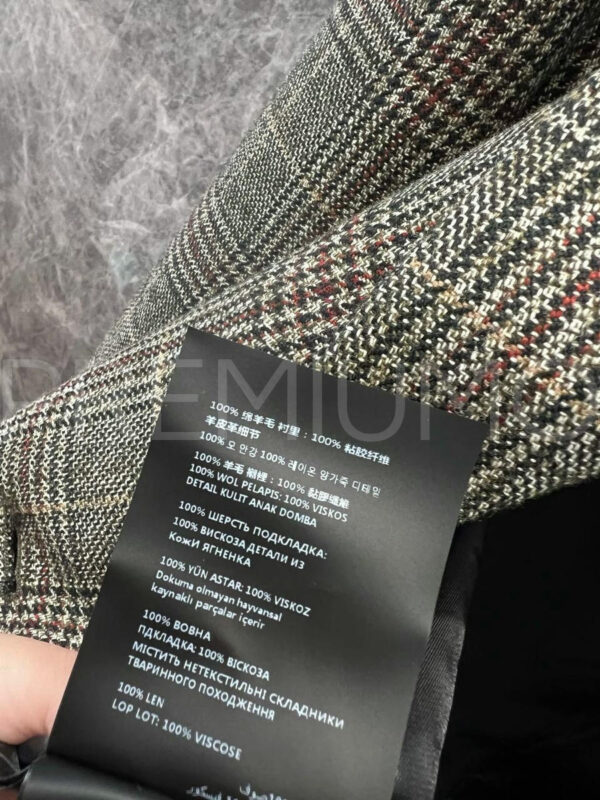 PREMIUMS
100% 绵羊毛 衬里：100% 粘胶纤维
羊皮革细节
100% 모 안감 100% 레이온 양가죽 디테일
100% 羊毛 襯裡：100% 黏膠纖維
100% WOL PELAPIS: 100% VISKOS
DETAIL KULIT ANAK DOMBA
100% ШЕРСТЬ ПОДКЛАДКА:
100% ВИСКОЗА ДЕТАЛИ ИЗ
КожИ ЯГНЕНКА
100% YÜN ASTAR: 100% VISKOZ
Dokuma olmayan hayvansal
kaynaklı parçalar içerir
100% ВОВНА
ПДКЛАДКА: 100% ВІСКОЗА
МІСТИТЬ НЕТЕКСТИЛЬНІ СКЛАДНИКИ
ТВАРИННОГО ПОХОДЖЕННЯ
100% LEN
LOP LOT: 100% VISCOSE